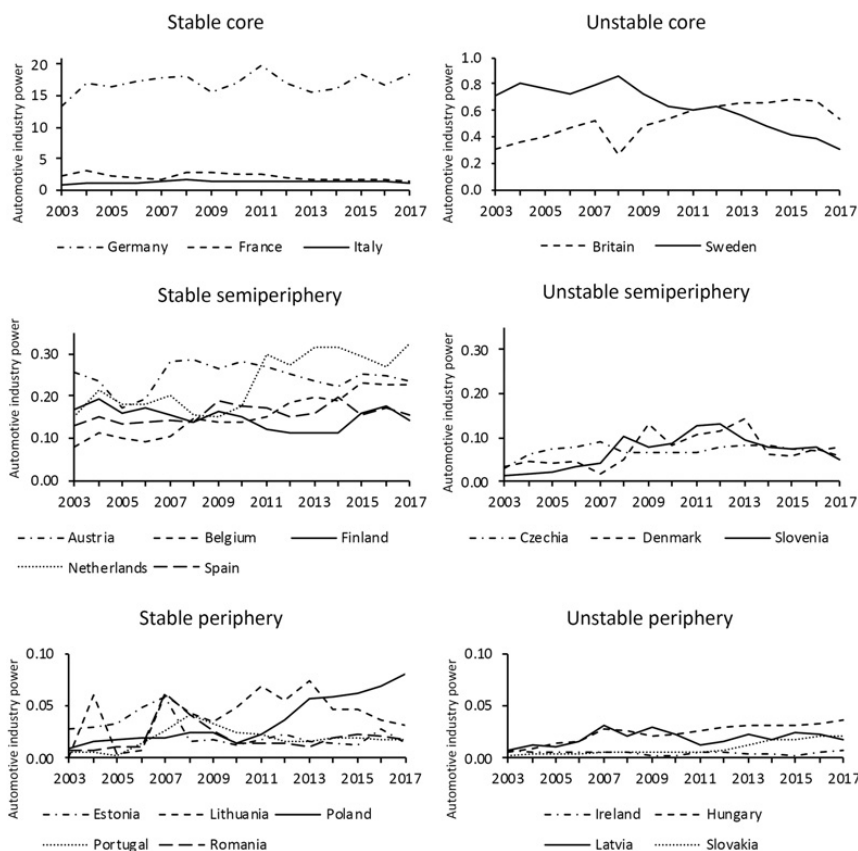 Stable core
Automotive industry power
20
15
10
5
0
2003 2005 2007 2009 2011 2013 2015 2017
Germany France Italy
Unstable core
Automotive industry power
1.0
0.8
0.6
0.4
0.2
0.0
2003 2005 2007 2009 2011 2013 2015 2017
Britain Sweden
Stable semiperiphery
Automotive industry power
0.30
0.20
0.10
0.00
2003 2005 2007 2009 2011 2013 2015 2017
Austria Belgium Finland
Netherlands Spain
Unstable semiperiphery
Automotive industry power
0.30
0.20
0.10
0.00
2003 2005 2007 2009 2011 2013 2015 2017
Czechia Denmark Slovenia
Stable periphery
Automotive industry power
0.10
0.05
0.00
2003 2005 2007 2009 2011 2013 2015 2017
Estonia Lithuania Poland
Portugal Romania
Unstable periphery
Automotive industry power
0.10
0.05
0.00
2003 2005 2007 2009 2011 2013 2015 2017
Ireland Hungary
Latvia Slovakia